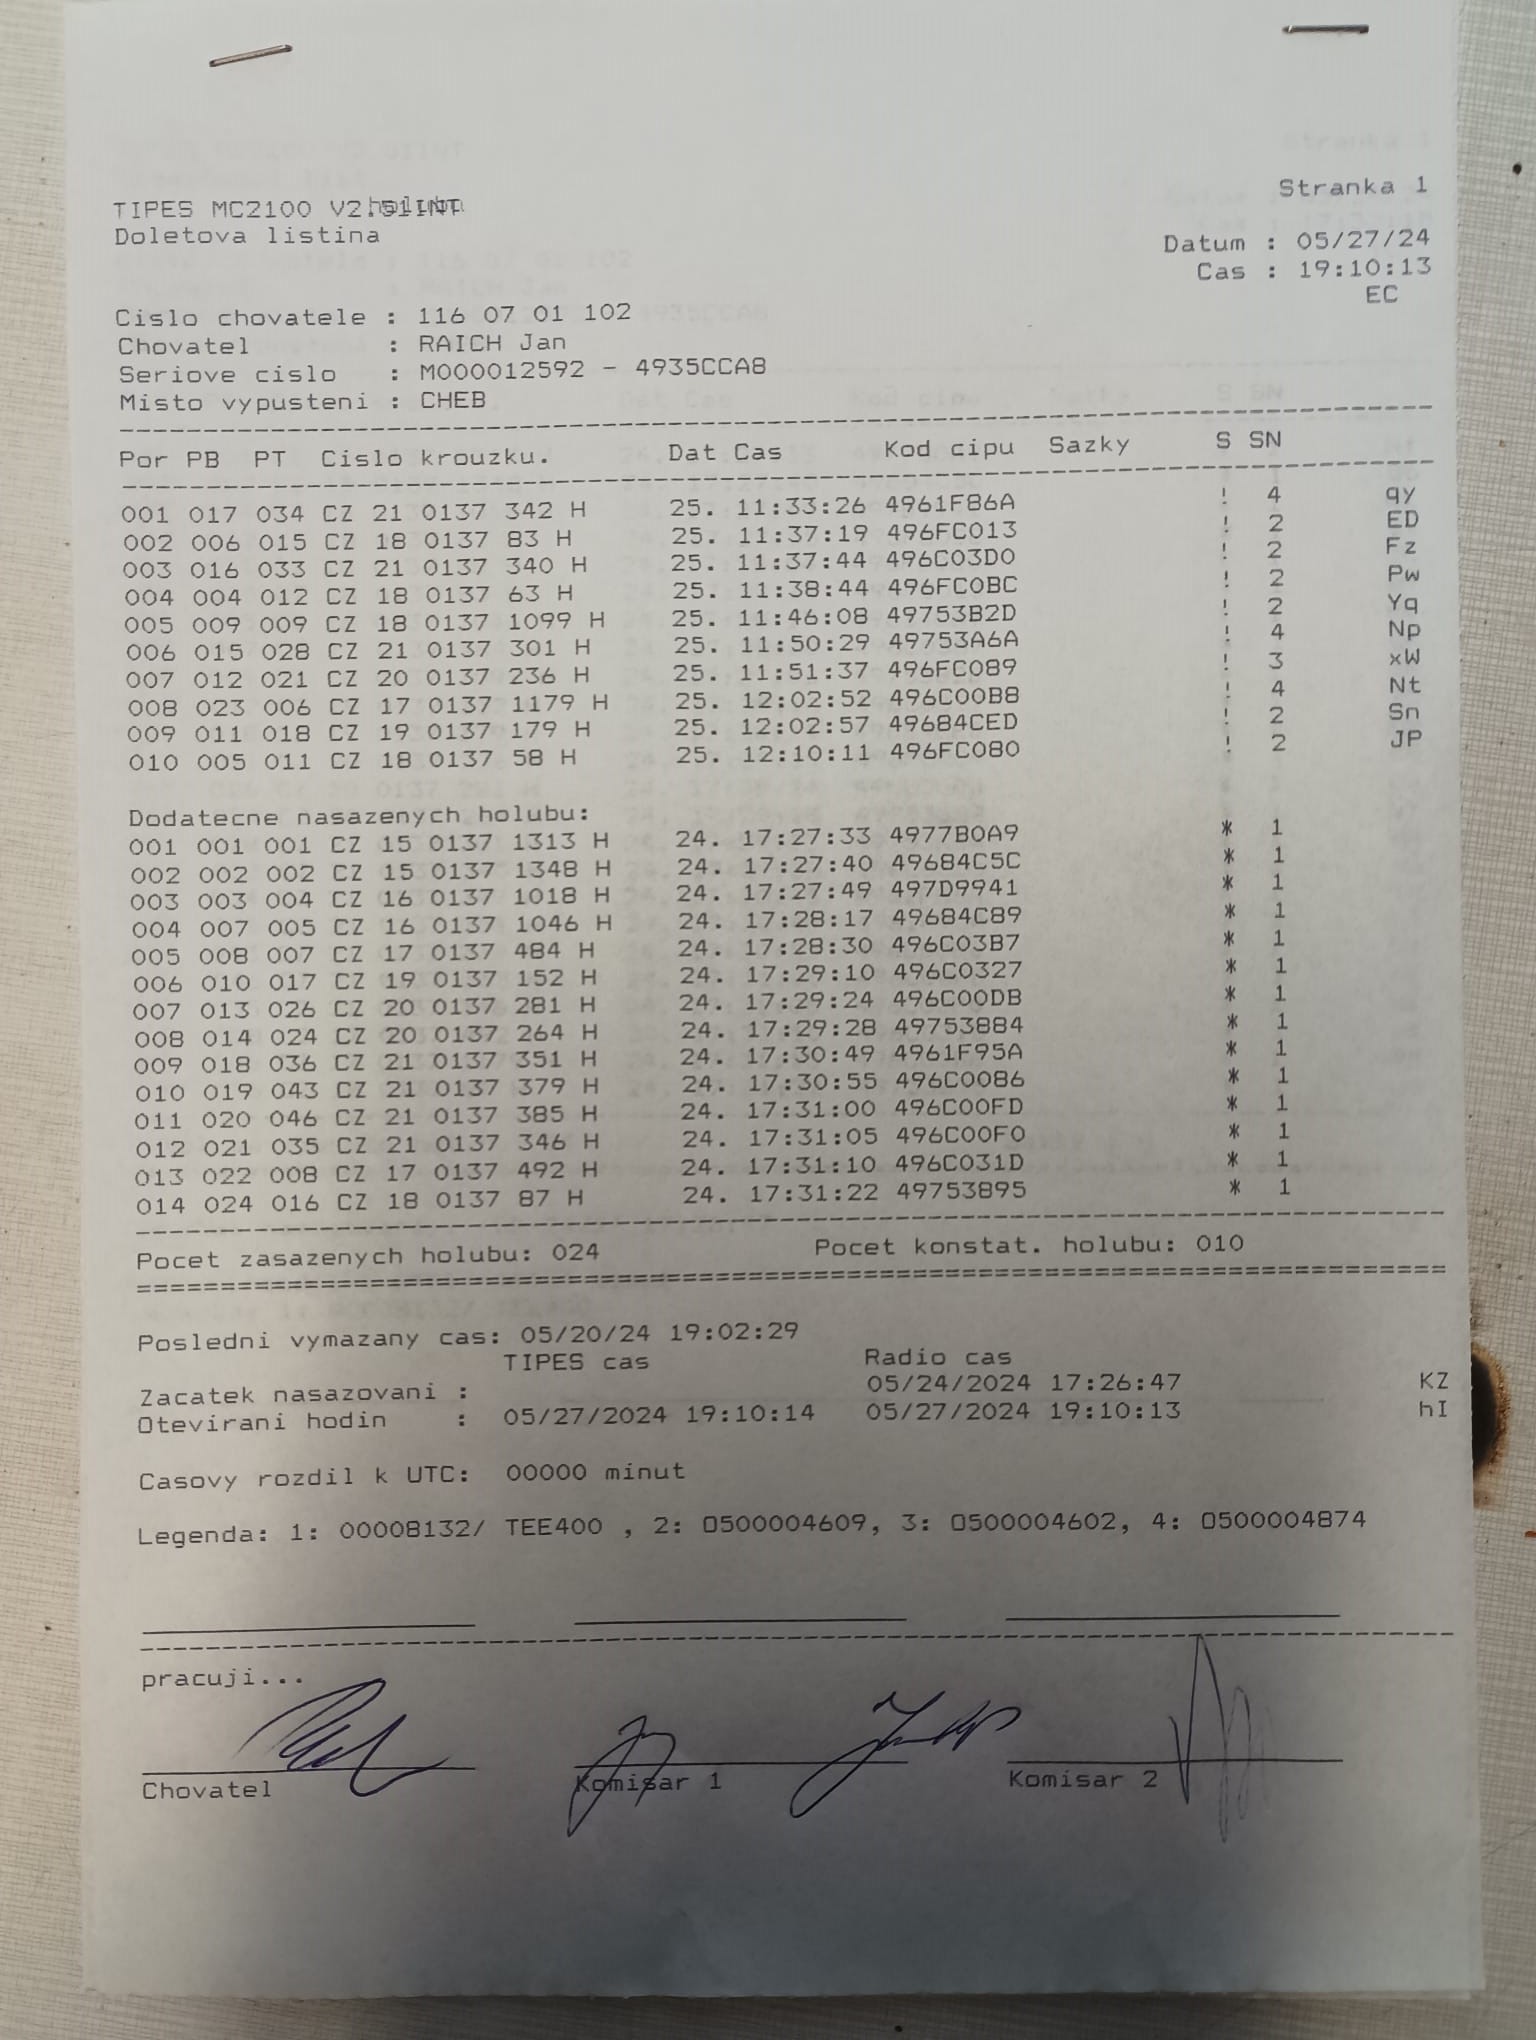 Stranka 1
TIPES MC2100 V2.51INT
Doletova listina
Datum : 05/27/24
Cas : 19:10:13
EC
Cislo chovatele : 116 07 01 102
Chovatel : RAICH Jan
Seriove cislo : M000012592 - 4935CCA8
Misto vypusteni : CHEB
Por PB PT Cislo krouzku. Dat Cas Kod cipu Sazky S SN
001 017 034 CZ 21 0137 342 H 25. 11:33:26 4961F86A ! 4 qy
002 006 015 CZ 18 0137 83 H 25. 11:37:19 496FC013 ! 2 ED
003 016 033 CZ 21 0137 340 H 25. 11:37:44 496C03D0 ! 2 Fz
004 004 012 CZ 18 0137 63 H 25. 11:38:44 496FC0BC ! 2 Pw
005 009 009 CZ 18 0137 1099 H 25. 11:46:08 49753B2D ! 2 Yq
006 015 028 CZ 21 0137 301 H 25. 11:50:29 49753A6A ! 4 Np
007 012 021 CZ 20 0137 236 H 25. 11:51:37 496FC089 ! 3 xW
008 023 006 CZ 17 0137 1179 H 25. 12:02:52 496C00B8 ! 4 Nt
009 011 018 CZ 19 0137 179 H 25. 12:02:57 49684CED ! 2 Sn
010 005 011 CZ 18 0137 58 H 25. 12:10:11 496FC080 ! 2 JP
Dodatecne nasazenych holubu:
001 001 001 CZ 15 0137 1313 H 24. 17:27:33 4977B0A9 * 1
002 002 002 CZ 15 0137 1348 H 24. 17:27:40 49684C5C * 1
003 003 004 CZ 16 0137 1018 H 24. 17:27:49 497D9941 * 1
004 007 005 CZ 16 0137 1046 H 24. 17:28:17 49684C89 * 1
005 008 007 CZ 17 0137 484 H 24. 17:28:30 496C03B7 * 1
006 010 017 CZ 19 0137 152 H 24. 17:29:10 496C0327 * 1
007 013 026 CZ 20 0137 281 H 24. 17:29:24 496C00DB * 1
008 014 024 CZ 20 0137 264 H 24. 17:29:28 49753884 * 1
009 018 036 CZ 21 0137 351 H 24. 17:30:49 4961F95A * 1
010 019 043 CZ 21 0137 379 H 24. 17:30:55 496C0086 * 1
011 020 046 CZ 21 0137 385 H 24. 17:31:00 496C00FD * 1
012 021 035 CZ 21 0137 346 H 24. 17:31:05 496C00F0 * 1
013 022 008 CZ 17 0137 492 H 24. 17:31:10 496C031D * 1
014 024 016 CZ 18 0137 87 H 24. 17:31:22 49753895 * 1
Pocet zasazenych holubu: 024 Pocet konstat. holubu: 010
Posledni vymazany cas: 05/20/24 19:02:29
TIPES cas Radio cas
Zacatek nasazovani : 05/24/2024 17:26:47 KZ
Otevirani hodin : 05/27/2024 19:10:14 05/27/2024 19:10:13 hI
Casovy rozdil k UTC: 00000 minut
Legenda: 1: 00008132/ TEE400 , 2: 0500004609, 3: 0500004602, 4: 0500004874
pracuji...
Chovatel Komisar 1 Komisar 2